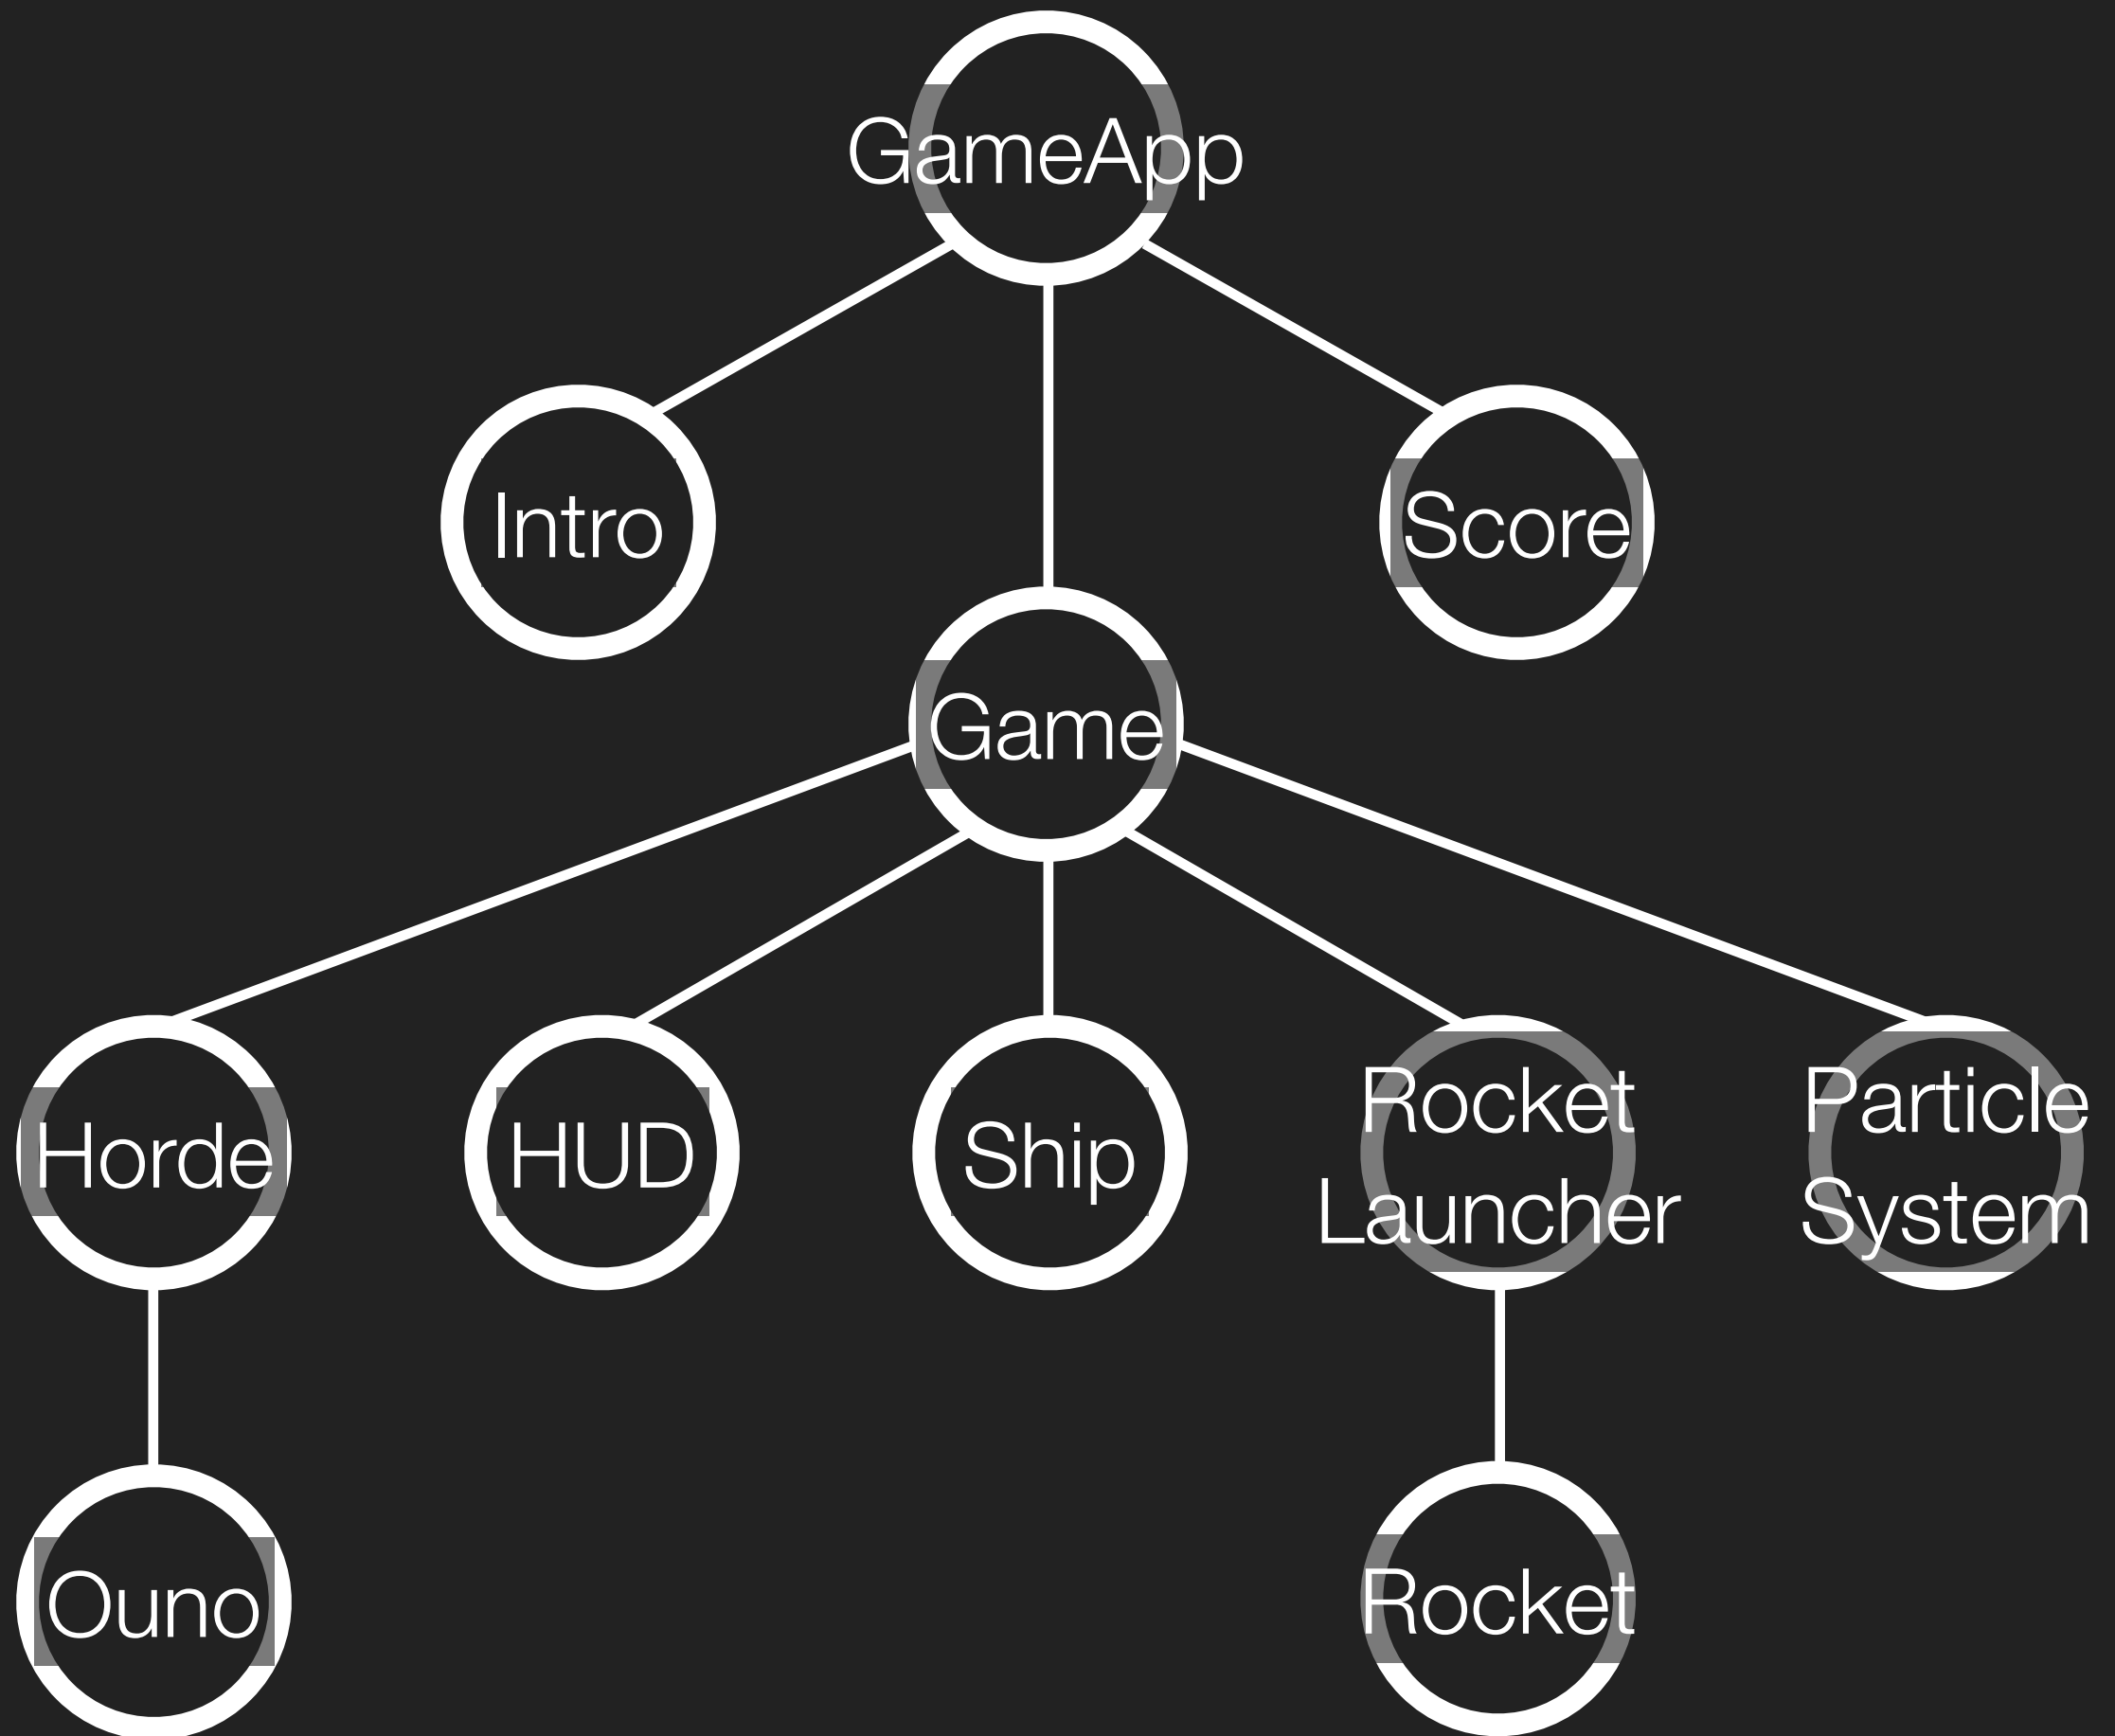 GameApp
Intro
Score
Game
Horde
HUD
Ship
Rocket
Launcher
Particle
System
Ouno
Rocket